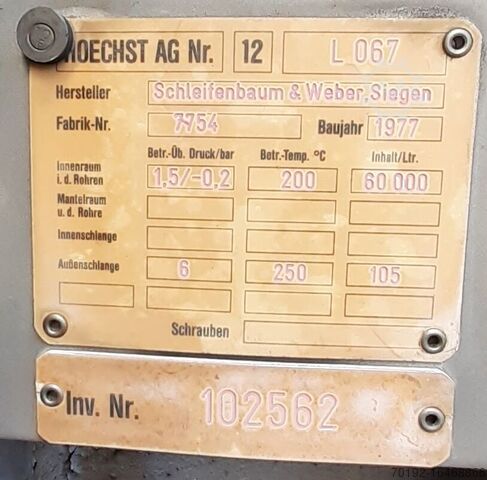 HOECHST AG Nr. 12 L 067
Hersteller Schleifenbaum & Weber, Siegen
Fabrik-Nr. 7754 Baujahr 1977
Betr.-Üb. Druck/bar Betr.-Temp. °C Inhalt/Ltr.
Innenraum
i. d. Rohren 1,5/-0,2 200 60 000
Mantelraum
u. d. Rohre
Innenschlange
Außenschlange 6 250 105
Schrauben
Inv. Nr. 102562